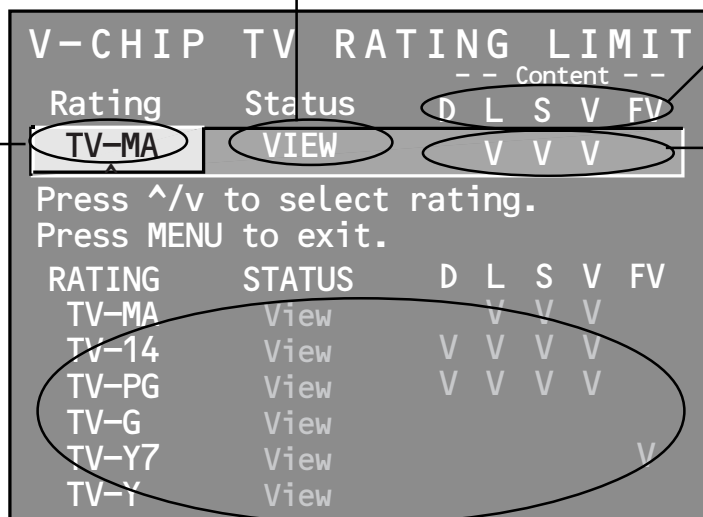 V-CHIP TV RATING LIMIT
-- Content --
Rating Status D L S V FV
TV-MA VIEW V V V
Press ^/v to select rating.
Press MENU to exit.
RATING STATUS D L S V FV
TV-MA View V V V
TV-14 View V V V V
TV-PG View V V V V
TV-G View
TV-Y7 View V
TV-Y View